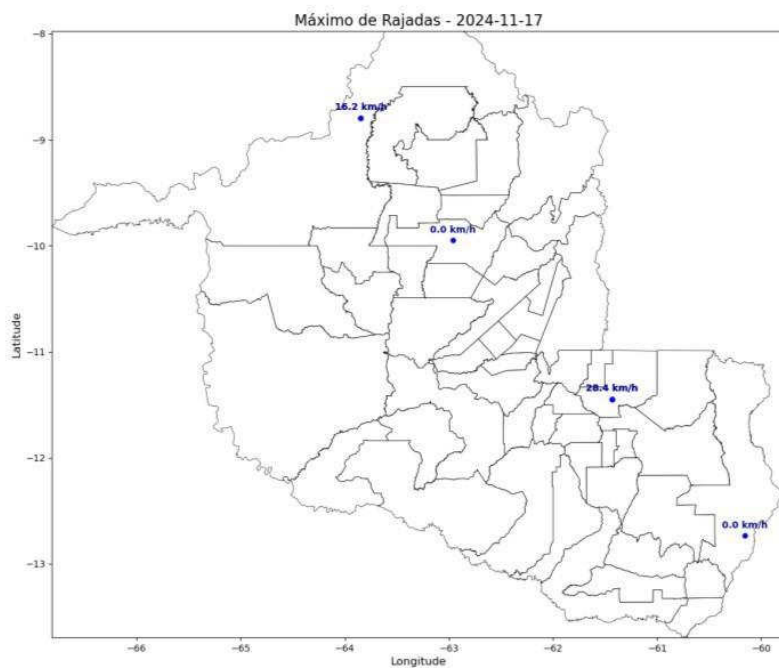 Máximo de Rajadas - 2024-11-17
−8
16.2 km/h
−9
0.0 km/h
−10
Latitude
−11
28.4 km/h
−12
0.0 km/h
−13
−66 −65 −64 −63 −62 −61 −60
Longitude